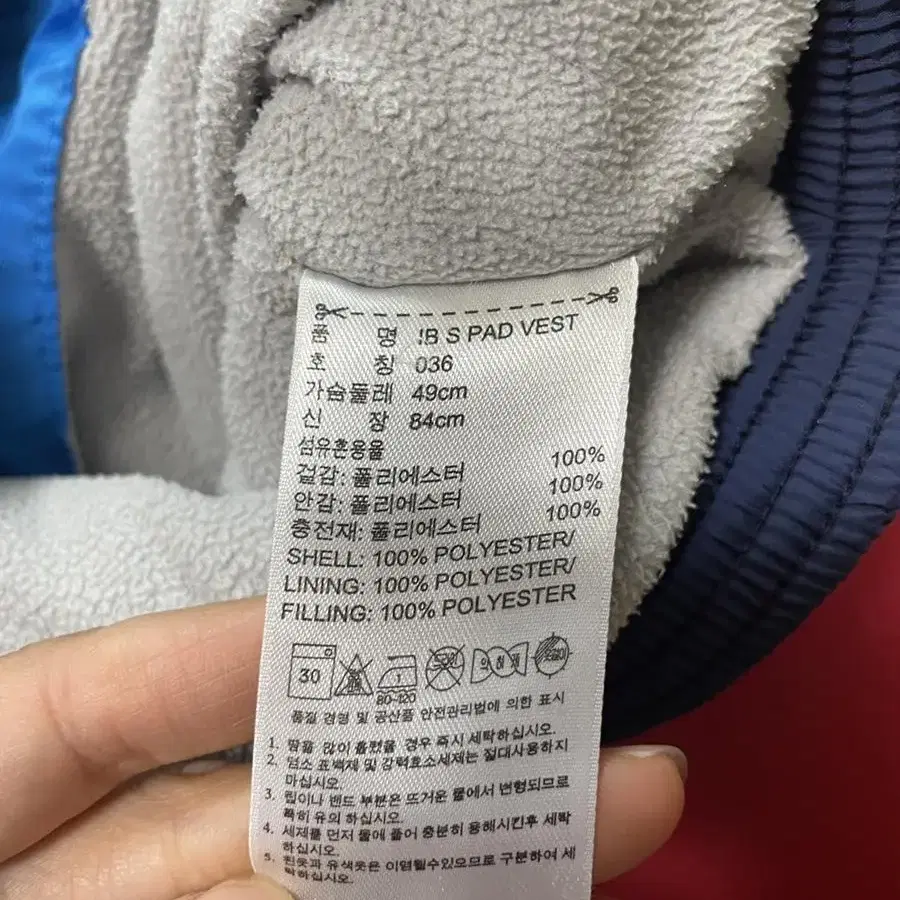 품 명 IB S PAD VEST
호 칭 036
가슴둘레 49cm
신 장 84cm
섬유혼용율
겉감: 폴리에스터 100%
안감: 폴리에스터 100%
충전재: 폴리에스터 100%
SHELL: 100% POLYESTER/
LINING: 100% POLYESTER/
FILLING: 100% POLYESTER
30
80~120
품질 경영 및 공산품 안전관리법에 의한 표시
1. 땀을 많이 흘렸을 경우 즉시 세탁하십시오.
2. 염소 표백제 및 강력효소세제는 절대사용하지
마십시오.
3. 립이나 밴드 부분은 뜨거운 물에서 변형되므로
특히 유의 하십시오.
4. 세제를 먼저 물에 풀어 충분히 용해시킨후 세탁
하십시오.
5. 흰옷과 유색옷은 이염될수있으므로 구분하여 세
탁하십시오.